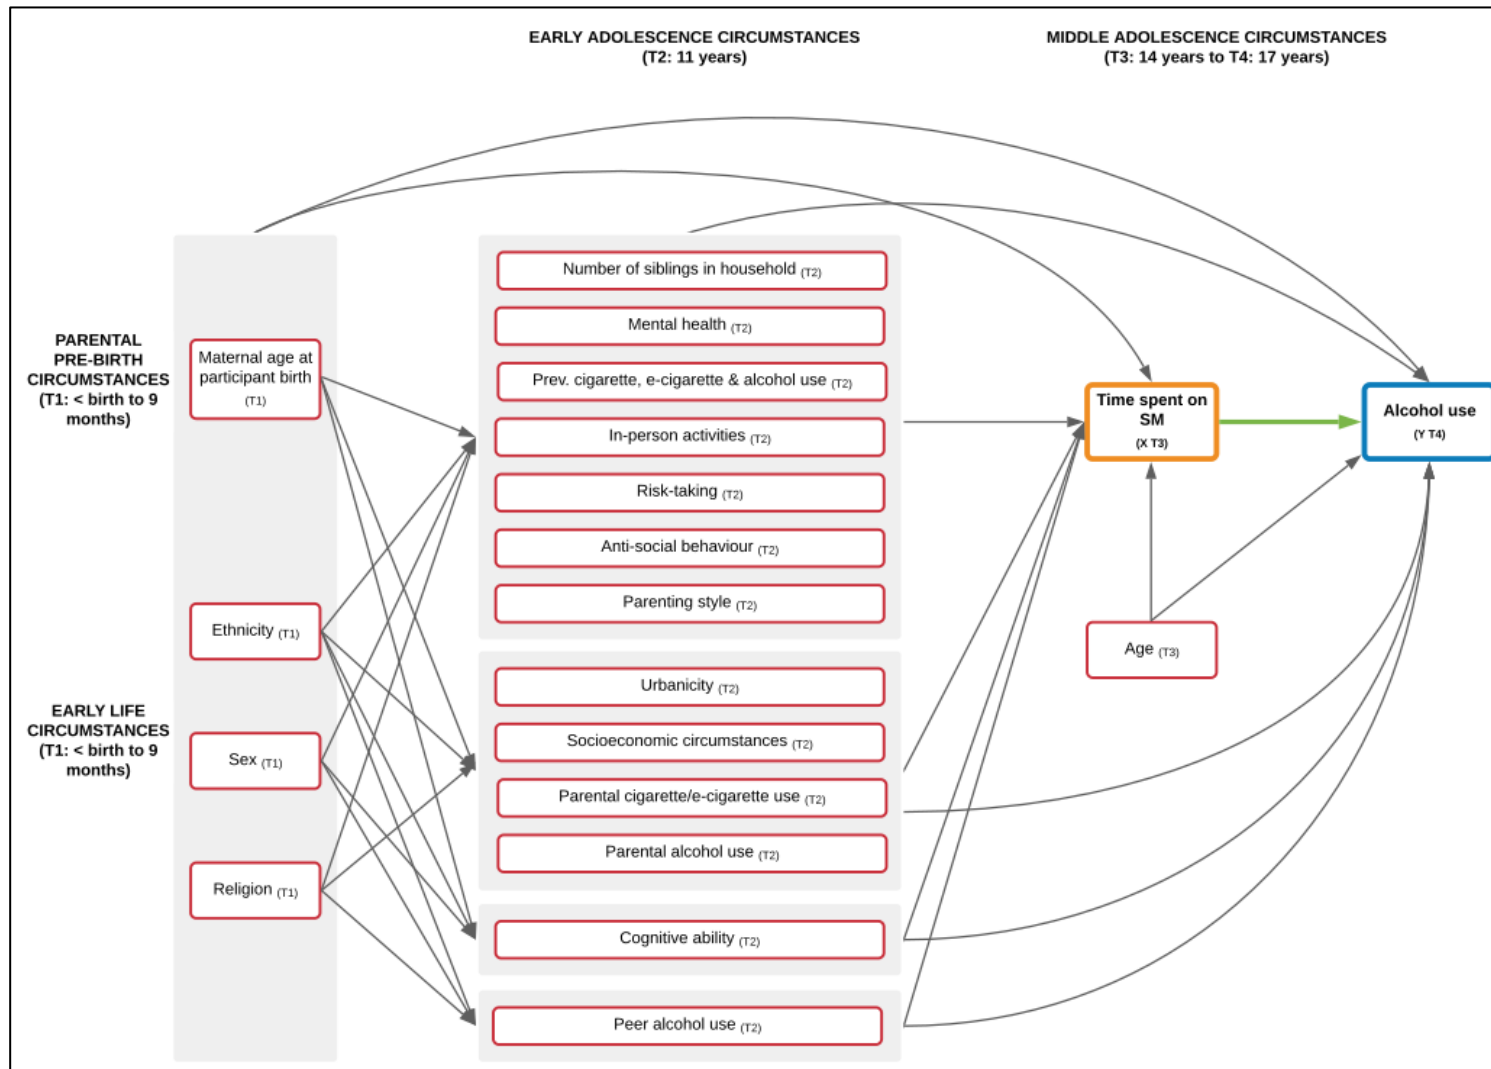 EARLY ADOLESCENCE CIRCUMSTANCES
(T2: 11 years)
MIDDLE ADOLESCENCE CIRCUMSTANCES
(T3: 14 years to T4: 17 years)
PARENTAL
PRE-BIRTH
CIRCUMSTANCES
(T1: < birth to 9
months)
EARLY LIFE
CIRCUMSTANCES
(T1: < birth to 9
months)
Maternal age at
participant birth
(T1)
Ethnicity (T1)
Sex (T1)
Religion (T1)
Number of siblings in household (T2)
Mental health (T2)
Prev. cigarette, e-cigarette & alcohol use (T2)
In-person activities (T2)
Risk-taking (T2)
Anti-social behaviour (T2)
Parenting style (T2)
Urbanicity (T2)
Socioeconomic circumstances (T2)
Parental cigarette/e-cigarette use (T2)
Parental alcohol use (T2)
Cognitive ability (T2)
Peer alcohol use (T2)
Time spent on
SM
(X T3)
Age (T3)
Alcohol use
(Y T4)